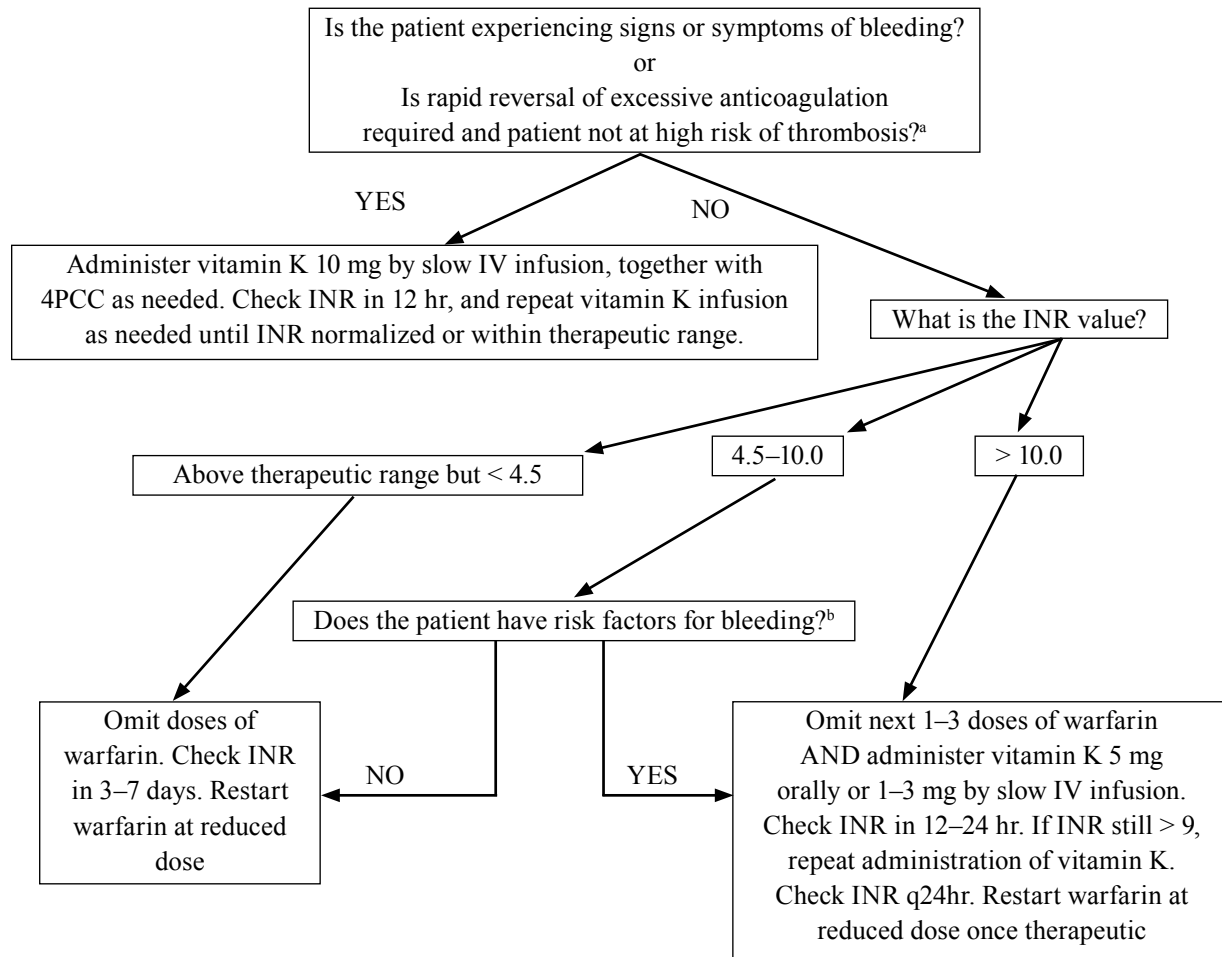 Is the patient experiencing signs or symptoms of bleeding?
or
Is rapid reversal of excessive anticoagulation
required and patient not at high risk of thrombosis?ᵃ
YES
NO
Administer vitamin K 10 mg by slow IV infusion, together with
4PCC as needed. Check INR in 12 hr, and repeat vitamin K infusion
as needed until INR normalized or within therapeutic range.
What is the INR value?
Above therapeutic range but < 4.5
4.5–10.0
> 10.0
Does the patient have risk factors for bleeding?ᵇ
Omit doses of
warfarin. Check INR
in 3–7 days. Restart
warfarin at reduced
dose
NO
YES
Omit next 1–3 doses of warfarin
AND administer vitamin K 5 mg
orally or 1–3 mg by slow IV infusion.
Check INR in 12–24 hr. If INR still > 9,
repeat administration of vitamin K.
Check INR q24hr. Restart warfarin at
reduced dose once therapeutic